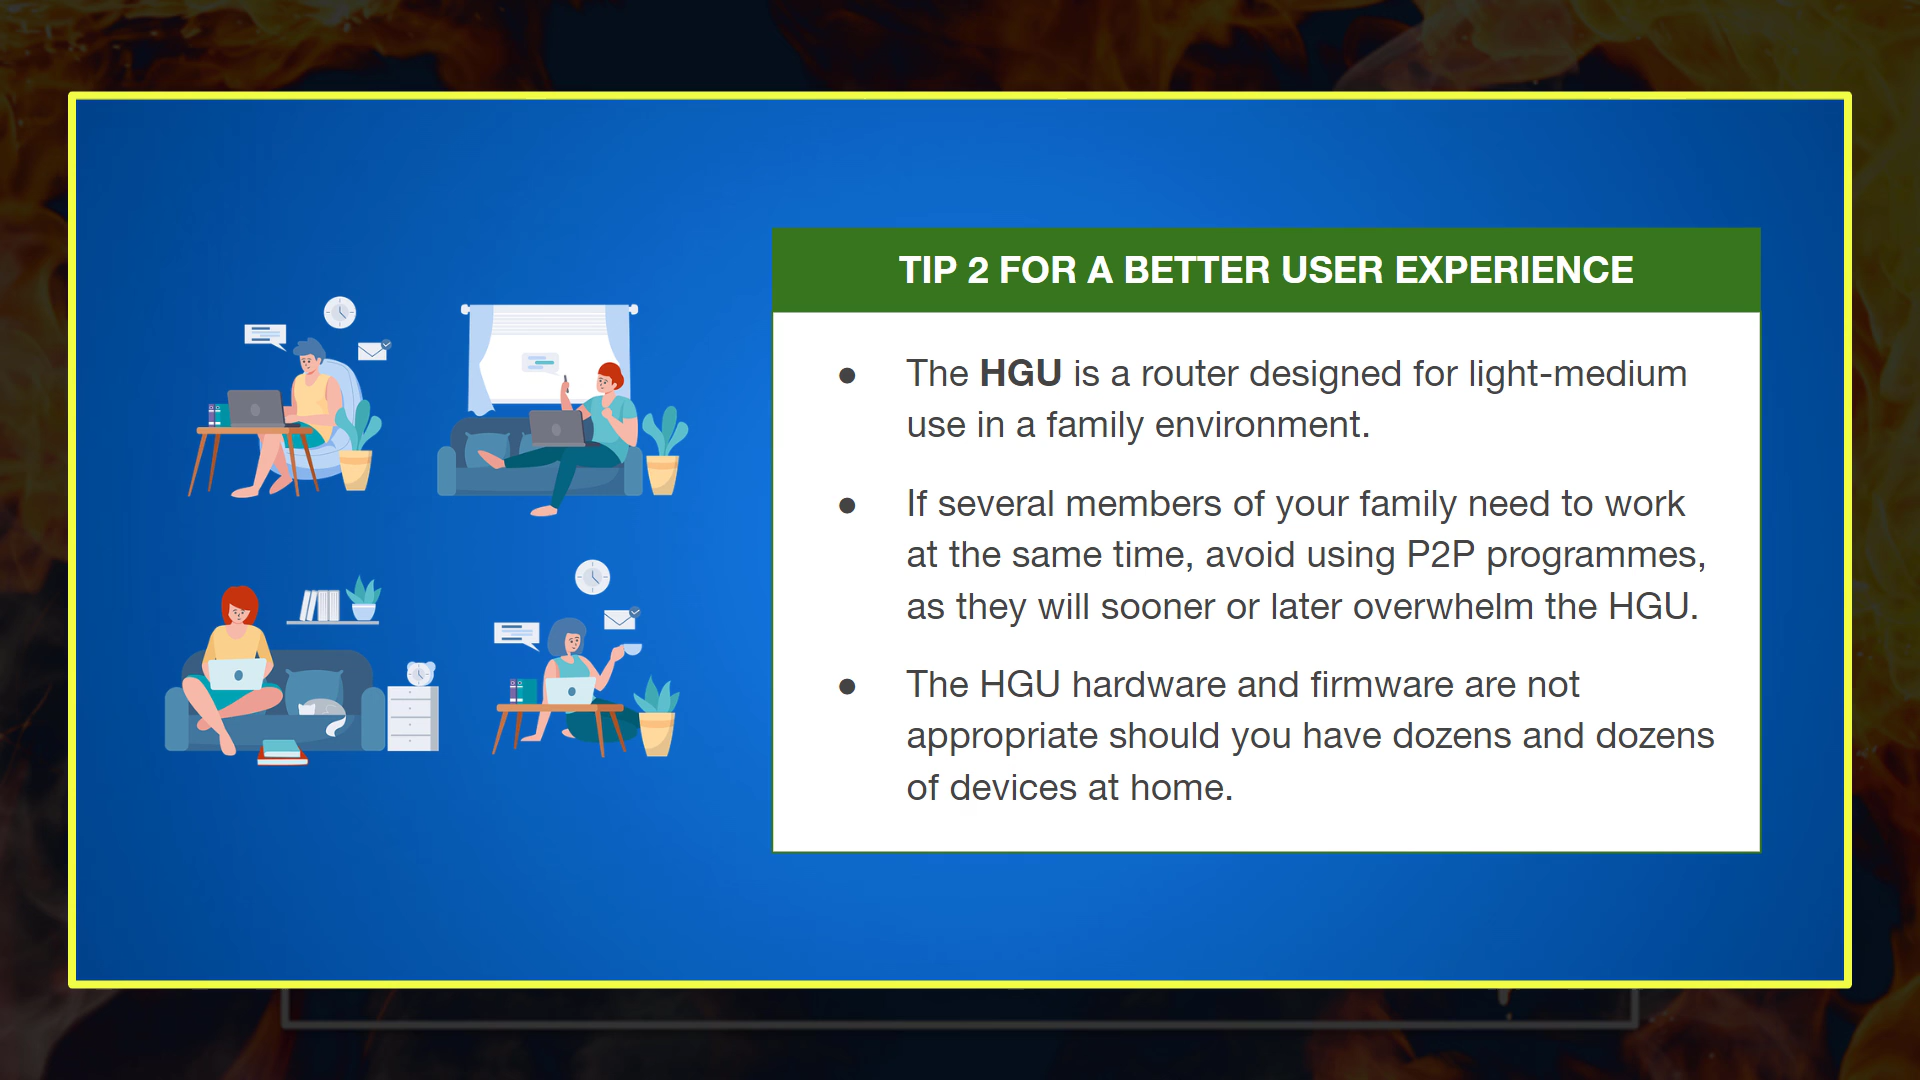 TIP 2 FOR A BETTER USER EXPERIENCE
● The HGU is a router designed for light-medium
use in a family environment.
● If several members of your family need to work
at the same time, avoid using P2P programmes,
as they will sooner or later overwhelm the HGU.
● The HGU hardware and firmware are not
appropriate should you have dozens and dozens
of devices at home.